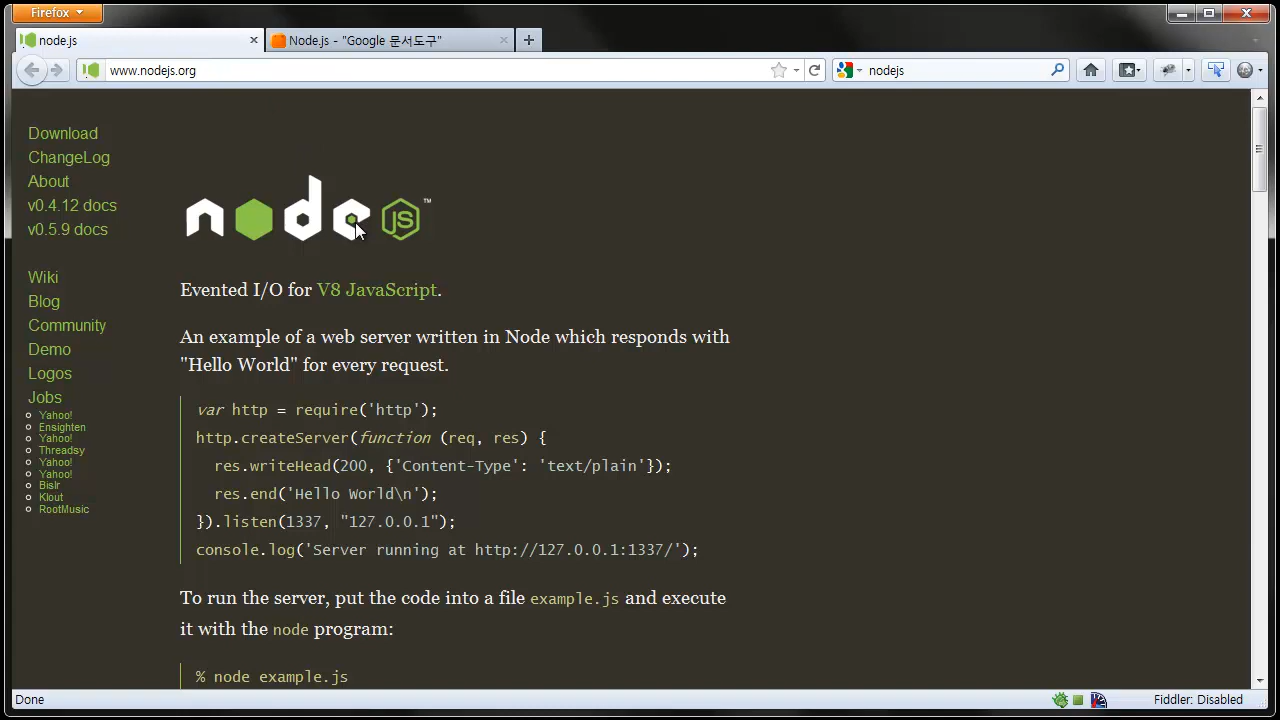 Firefox
node.js
Node.js - "Google 문서도구"
www.nodejs.org
nodejs
Download
ChangeLog
About
v0.4.12 docs
v0.5.9 docs
Wiki
Blog
Community
Demo
Logos
Jobs
Yahoo!
Ensighten
Yahoo!
Threadsy
Yahoo!
Yahoo!
Bislr
Klout
RootMusic
node JS ™
Evented I/O for V8 JavaScript.
An example of a web server written in Node which responds with
"Hello World" for every request.
var http = require('http');
http.createServer(function (req, res) {
res.writeHead(200, {'Content-Type': 'text/plain'});
res.end('Hello World\n');
}).listen(1337, "127.0.0.1");
console.log('Server running at http://127.0.0.1:1337/');
To run the server, put the code into a file example.js and execute
it with the node program:
% node example.js
Done
Fiddler: Disabled